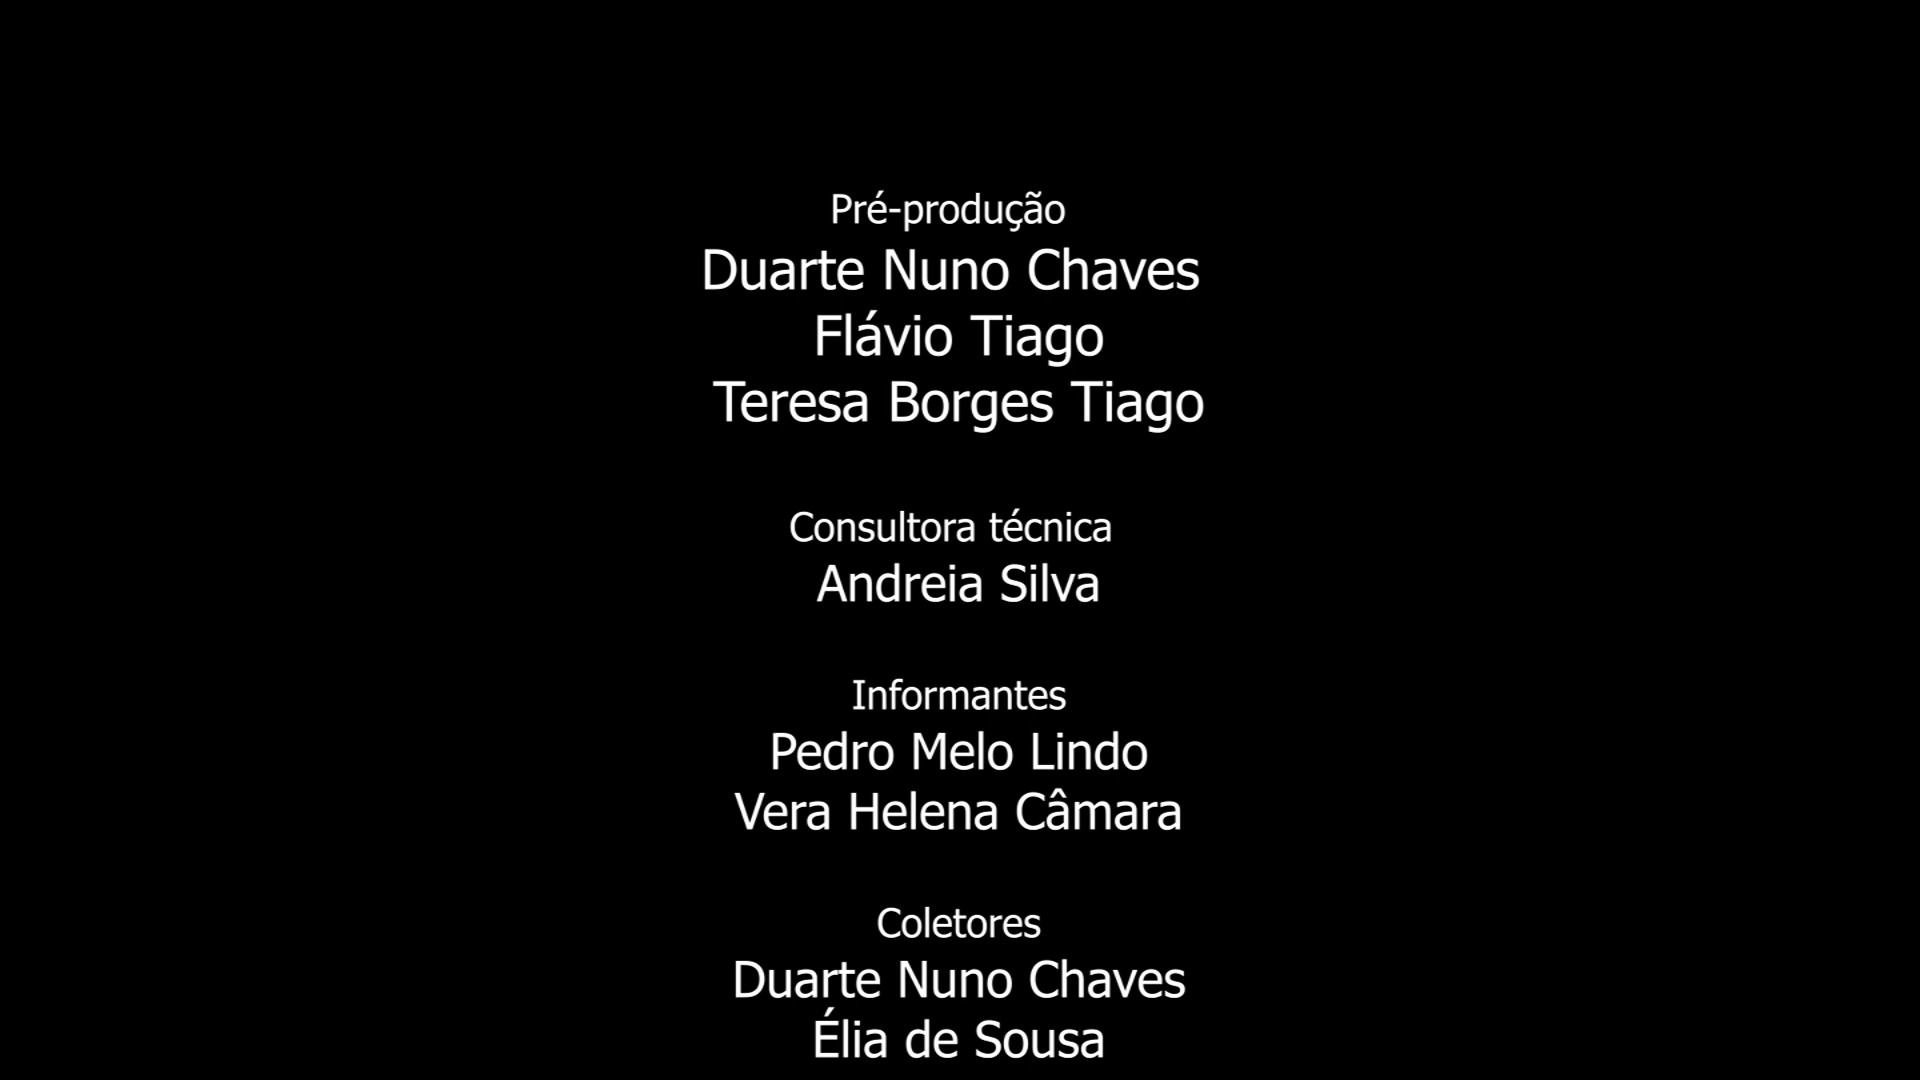 Pré-produção
Duarte Nuno Chaves
Flávio Tiago
Teresa Borges Tiago
Consultora técnica
Andreia Silva
Informantes
Pedro Melo Lindo
Vera Helena Câmara
Coletores
Duarte Nuno Chaves
Élia de Sousa